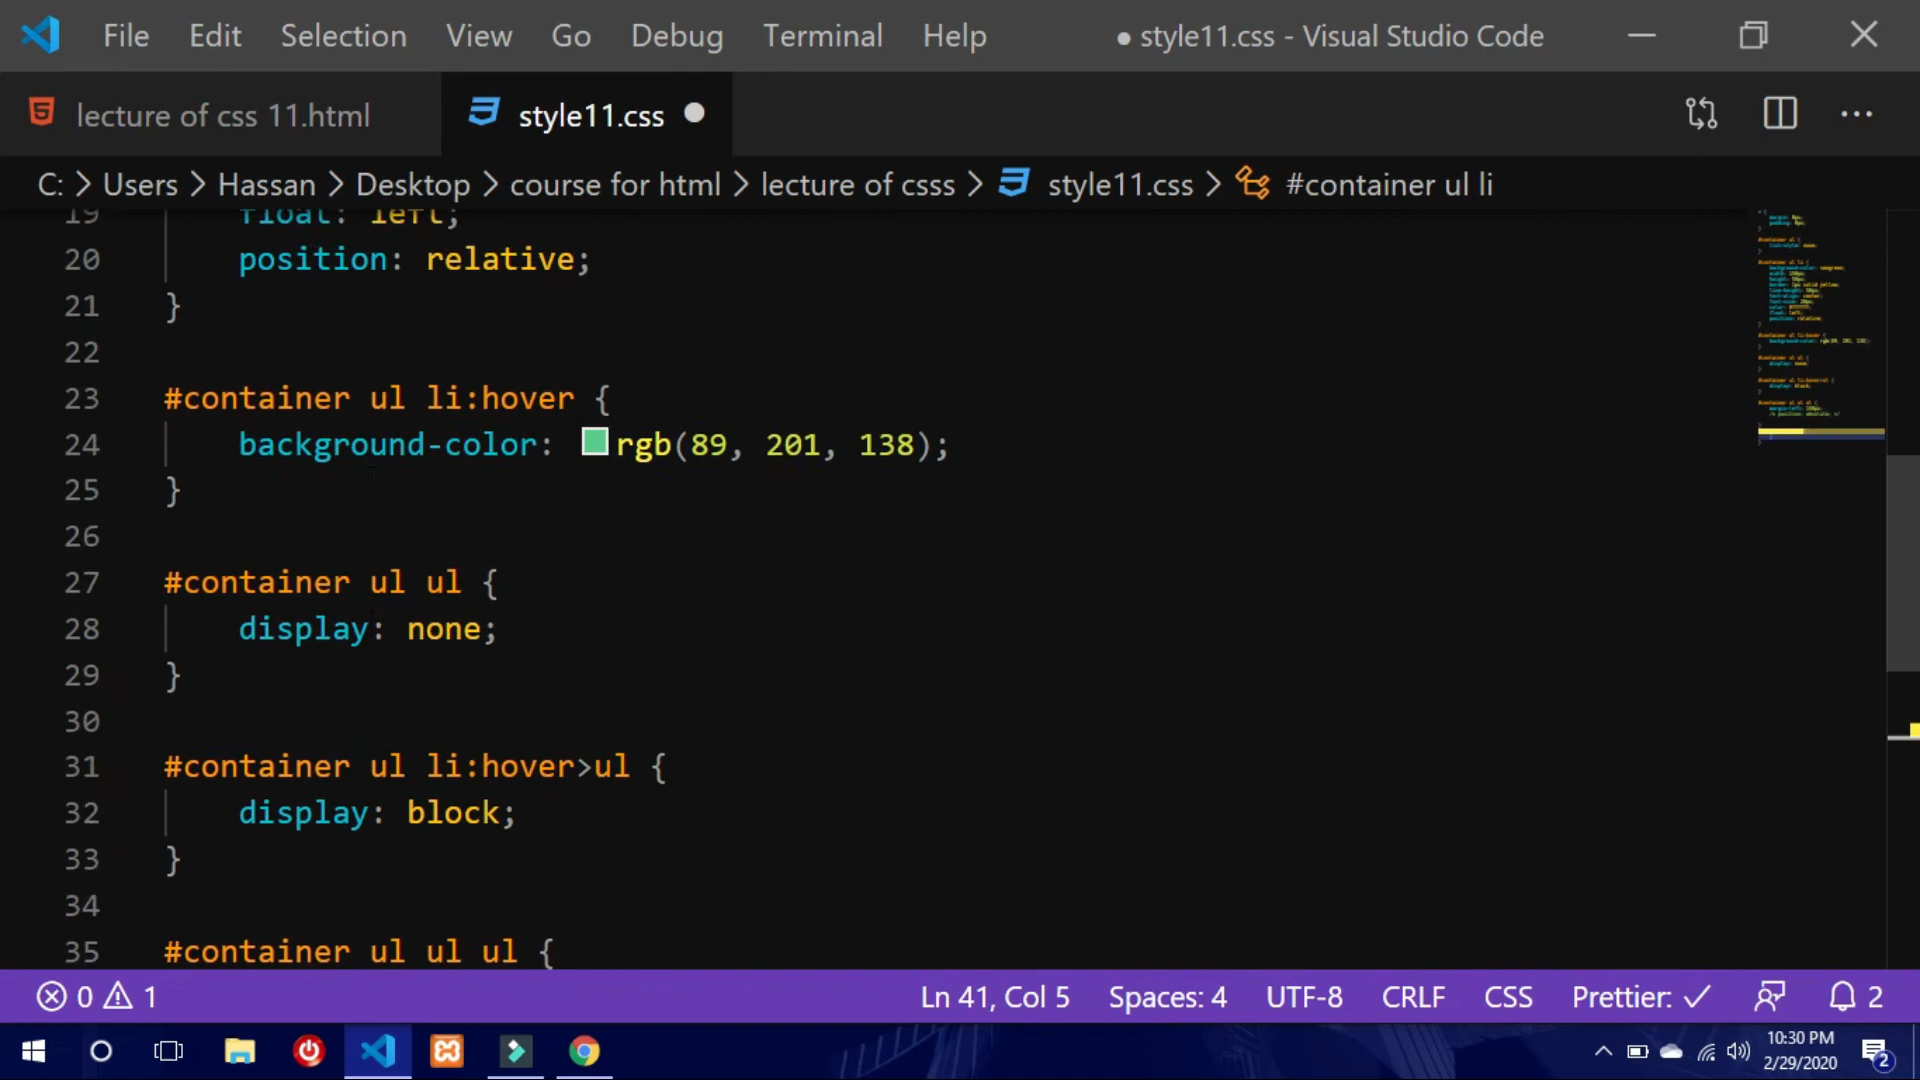 File Edit Selection View Go Debug Terminal Help ● style11.css - Visual Studio Code
lecture of css 11.html style11.css ●
C: > Users > Hassan > Desktop > course for html > lecture of csss > style11.css > #container ul li
19 float: left;
20 position: relative;
21 }
22
23 #container ul li:hover {
24 background-color: rgb(89, 201, 138);
25 }
26
27 #container ul ul {
28 display: none;
29 }
30
31 #container ul li:hover>ul {
32 display: block;
33 }
34
35 #container ul ul ul {
0 1 Ln 41, Col 5 Spaces: 4 UTF-8 CRLF CSS Prettier: ✓ 2
10:30 PM
2/29/2020
2